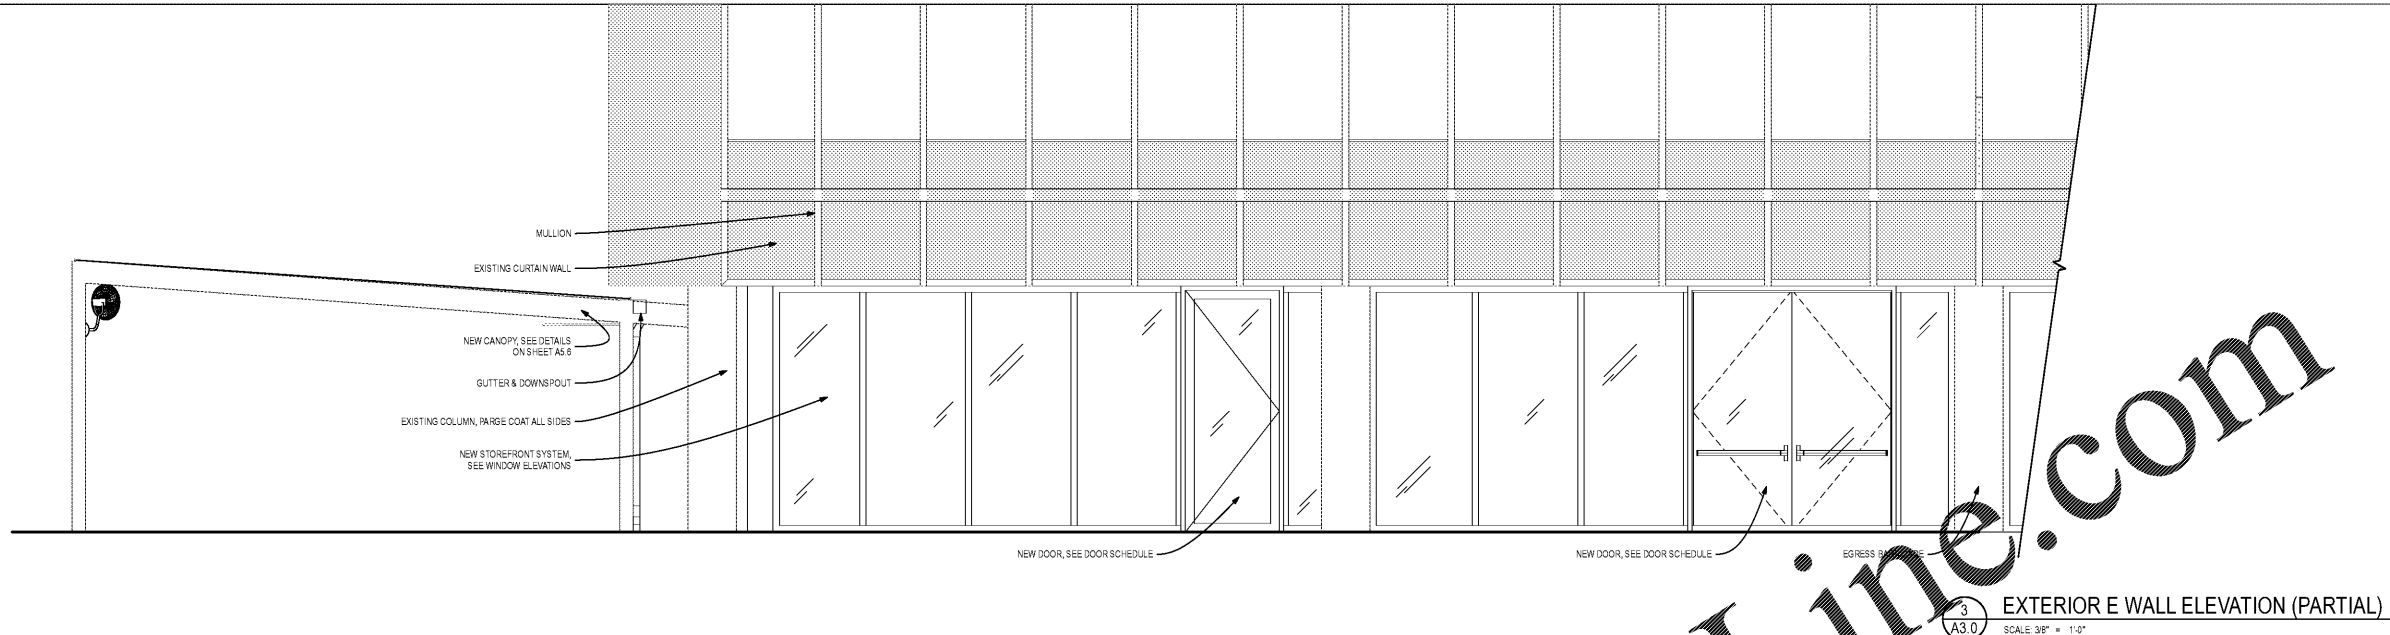 MULLION
EXISTING CURTAIN WALL
NEW CANOPY, SEE DETAILS
ON SHEET A5.6
GUTTER & DOWNSPOUT
EXISTING COLUMN, PARGE COAT ALL SIDES
NEW STOREFRONT SYSTEM,
SEE WINDOW ELEVATIONS
NEW DOOR, SEE DOOR SCHEDULE
NEW DOOR, SEE DOOR SCHEDULE
EGRESS
Line.com
3
A3.0
EXTERIOR E WALL ELEVATION (PARTIAL)
SCALE: 3/8" = 1'-0"